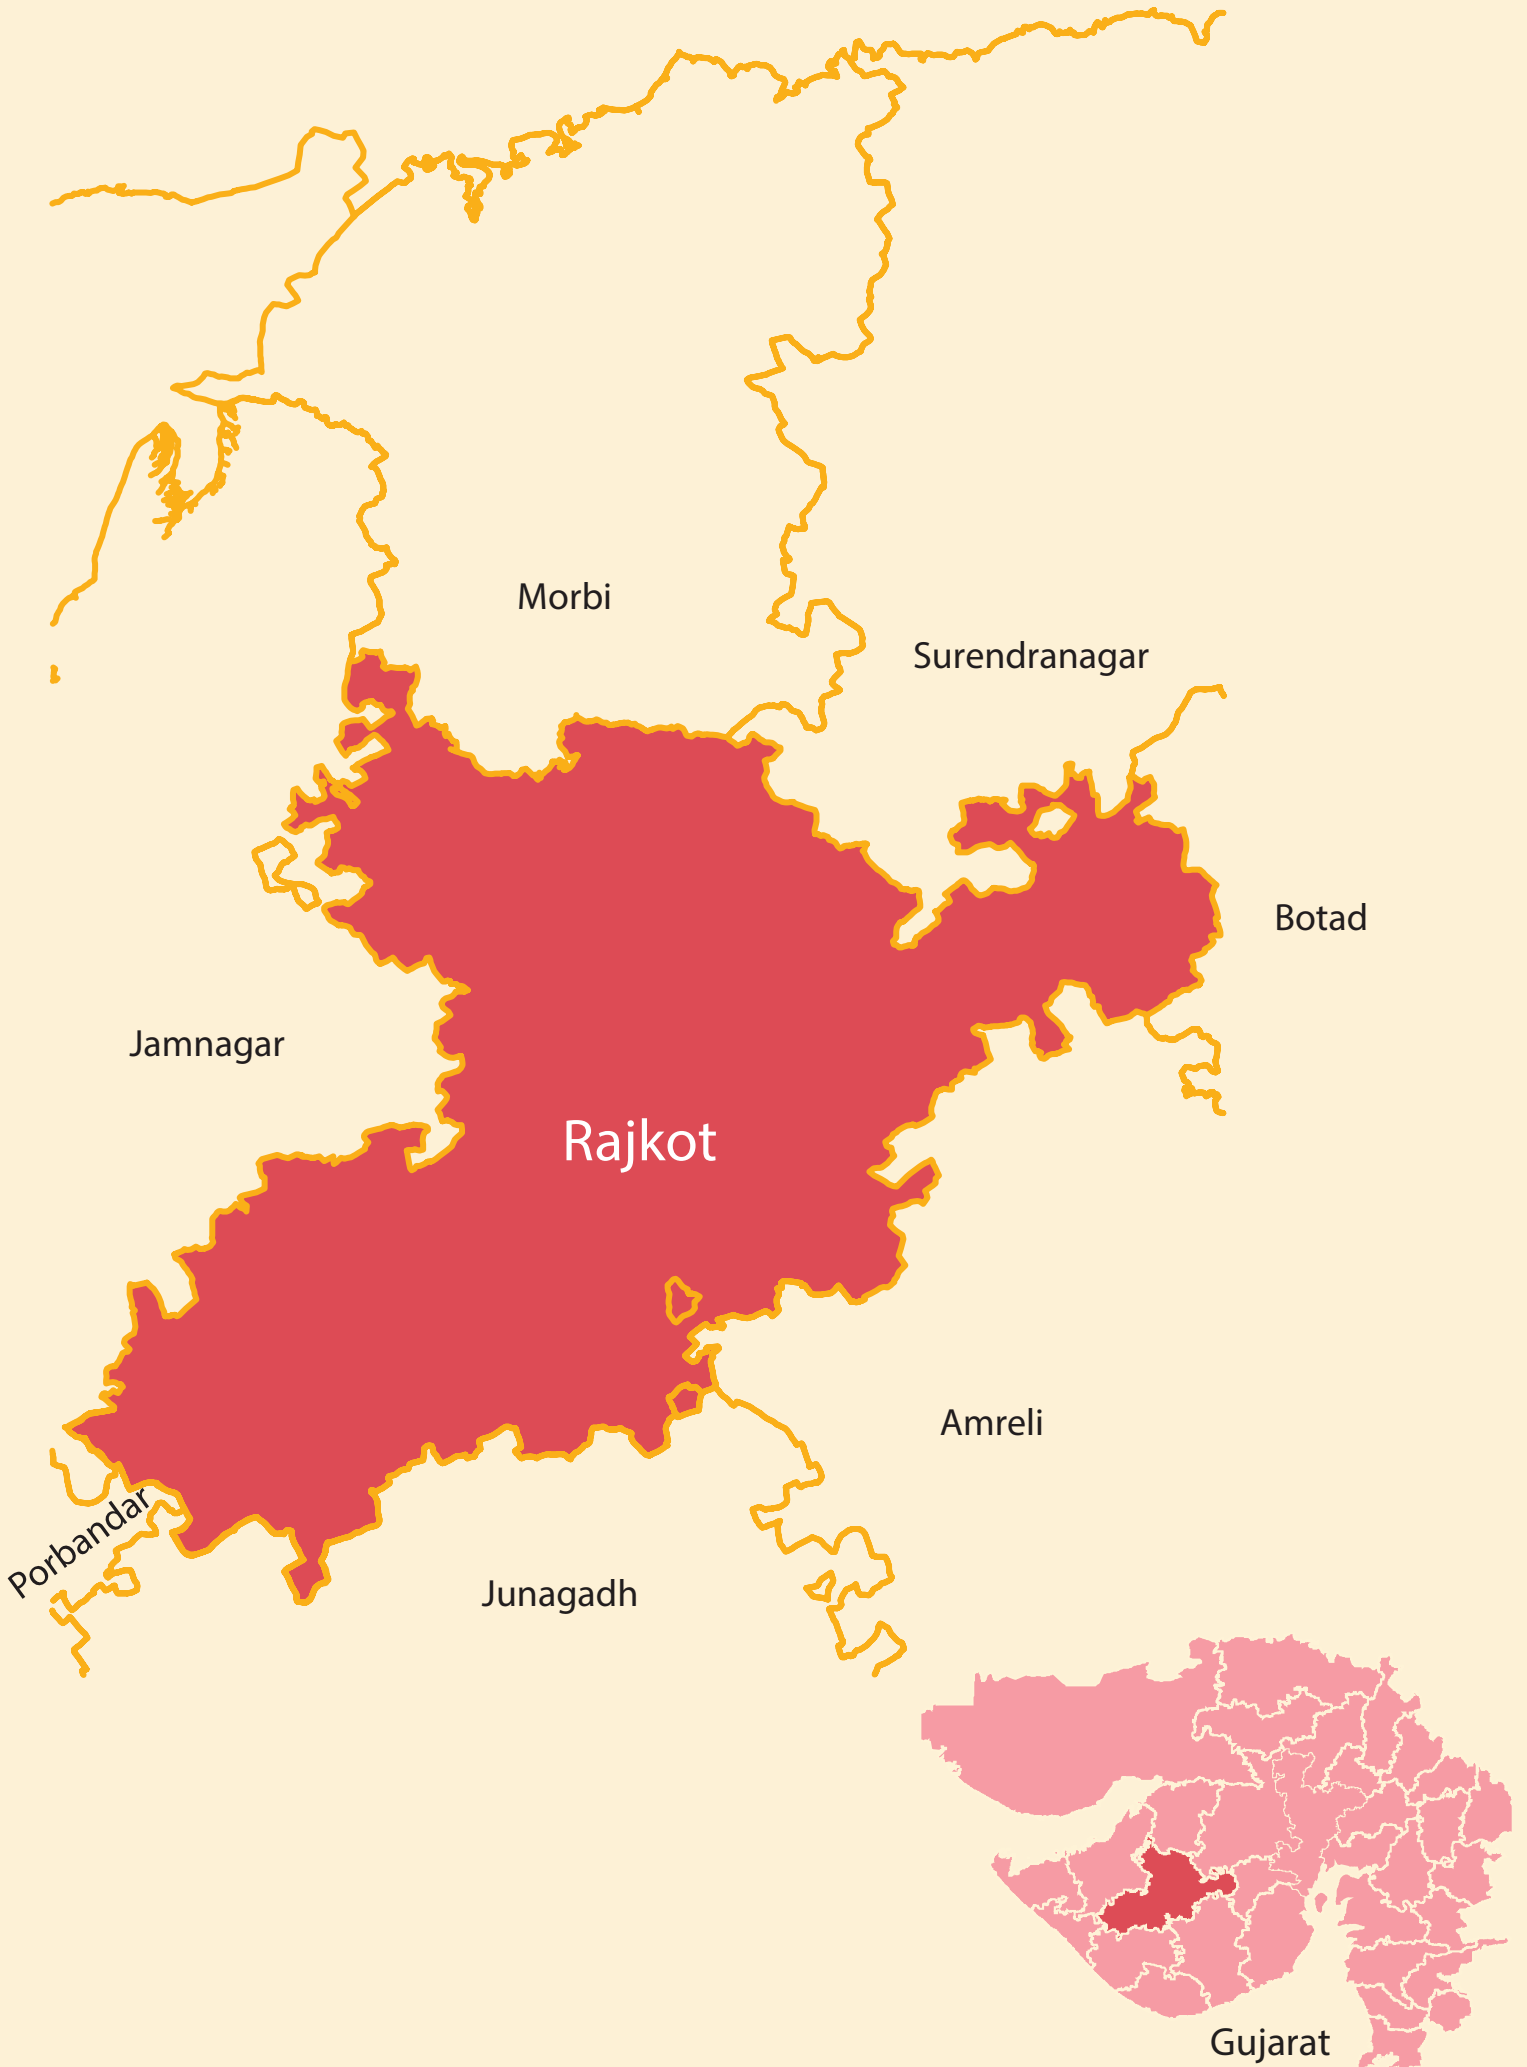 Morbi
Surendranagar
Botad
Jamnagar
Rajkot
Amreli
Porbandar
Junagadh
Gujarat